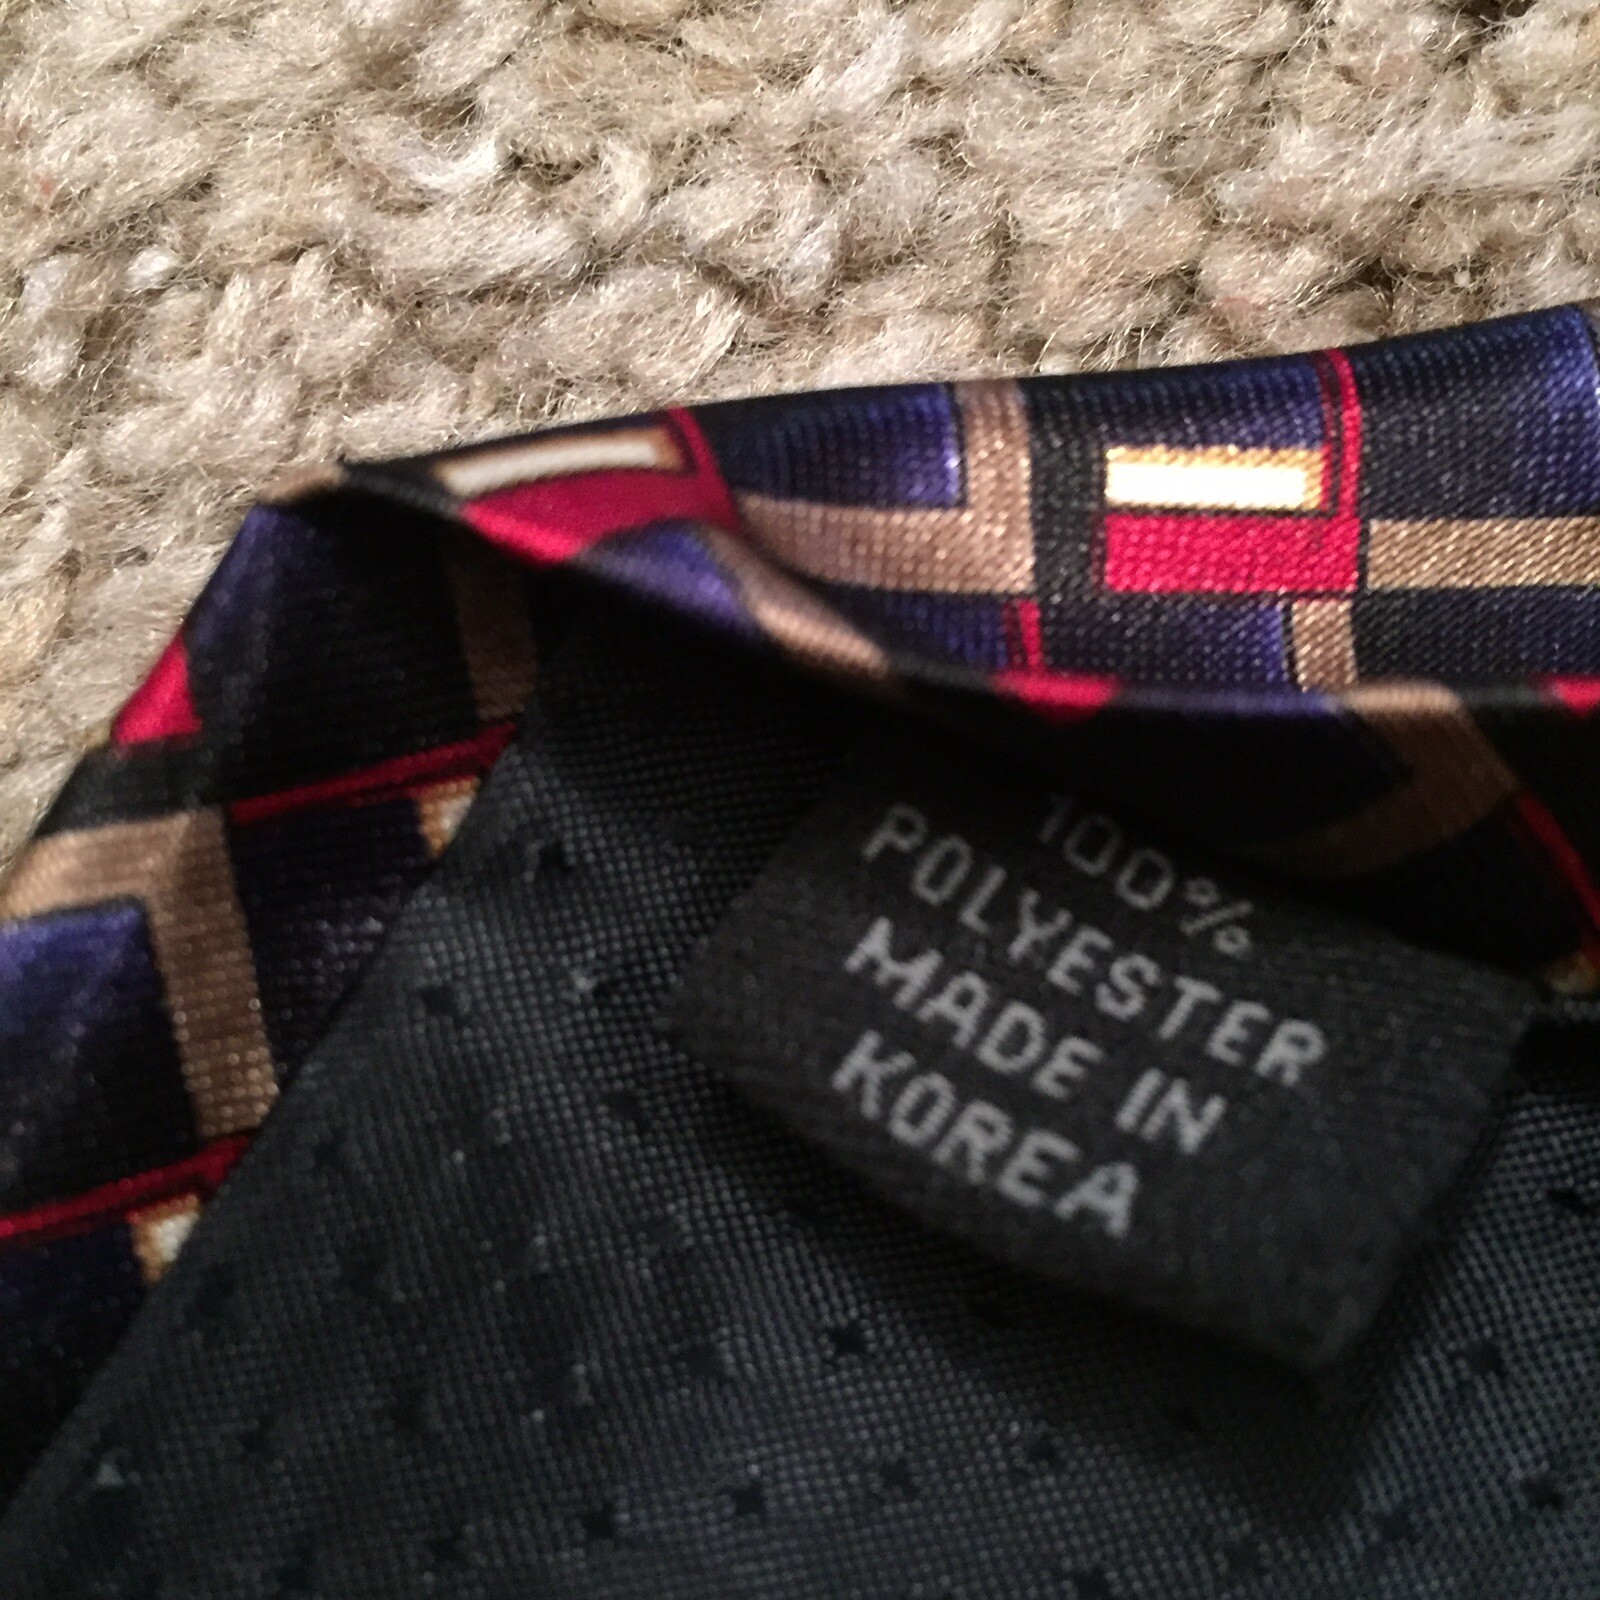 100%
POLYESTER
MADE IN
KOREA